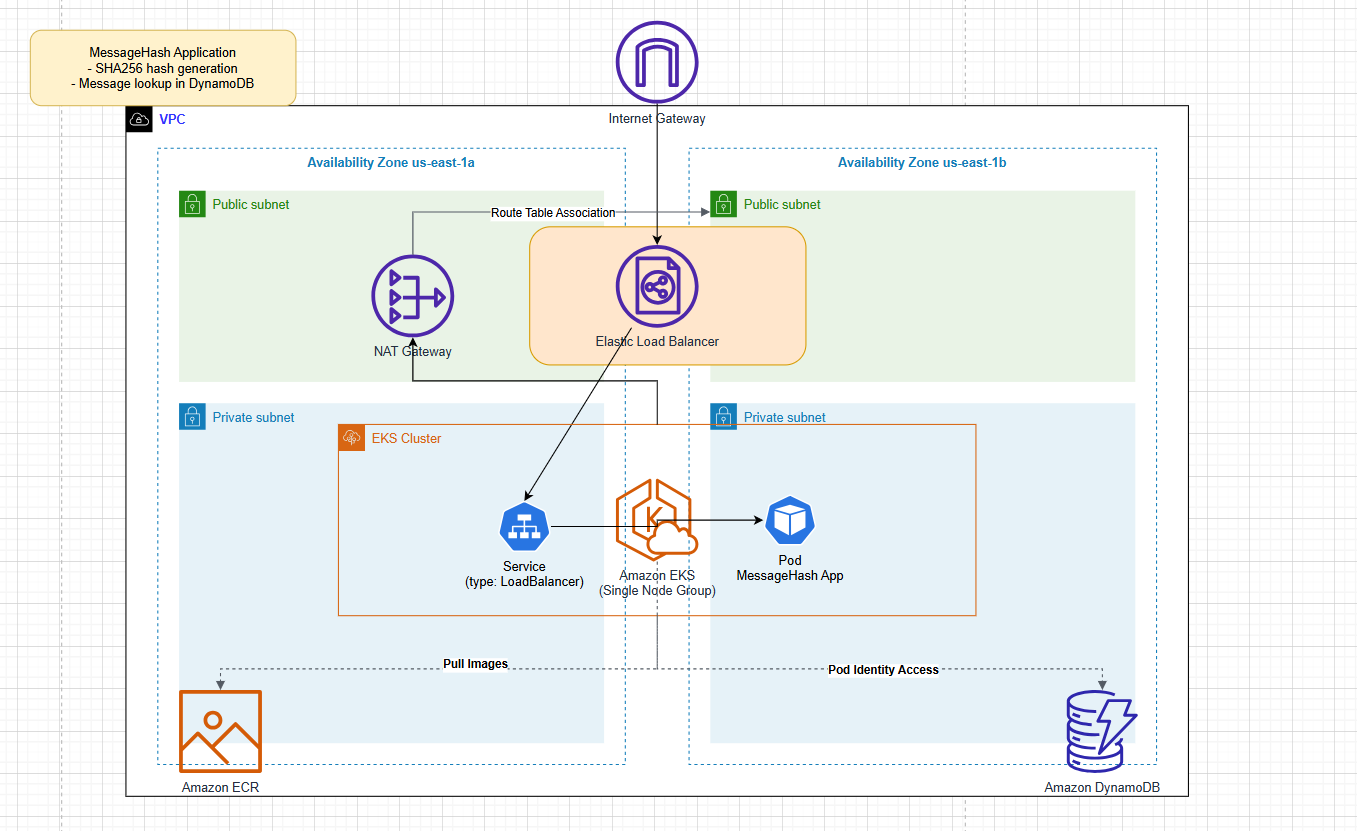 MessageHash Application
- SHA256 hash generation
- Message lookup in DynamoDB
Internet Gateway
VPC
Availability Zone us-east-1a
Availability Zone us-east-1b
Public subnet
Public subnet
Route Table Association
NAT Gateway
Elastic Load Balancer
Private subnet
Private subnet
EKS Cluster
Service
(type: LoadBalancer)
Amazon EKS
(Single Node Group)
Pod
MessageHash App
Pull Images
Pod Identity Access
Amazon ECR
Amazon DynamoDB